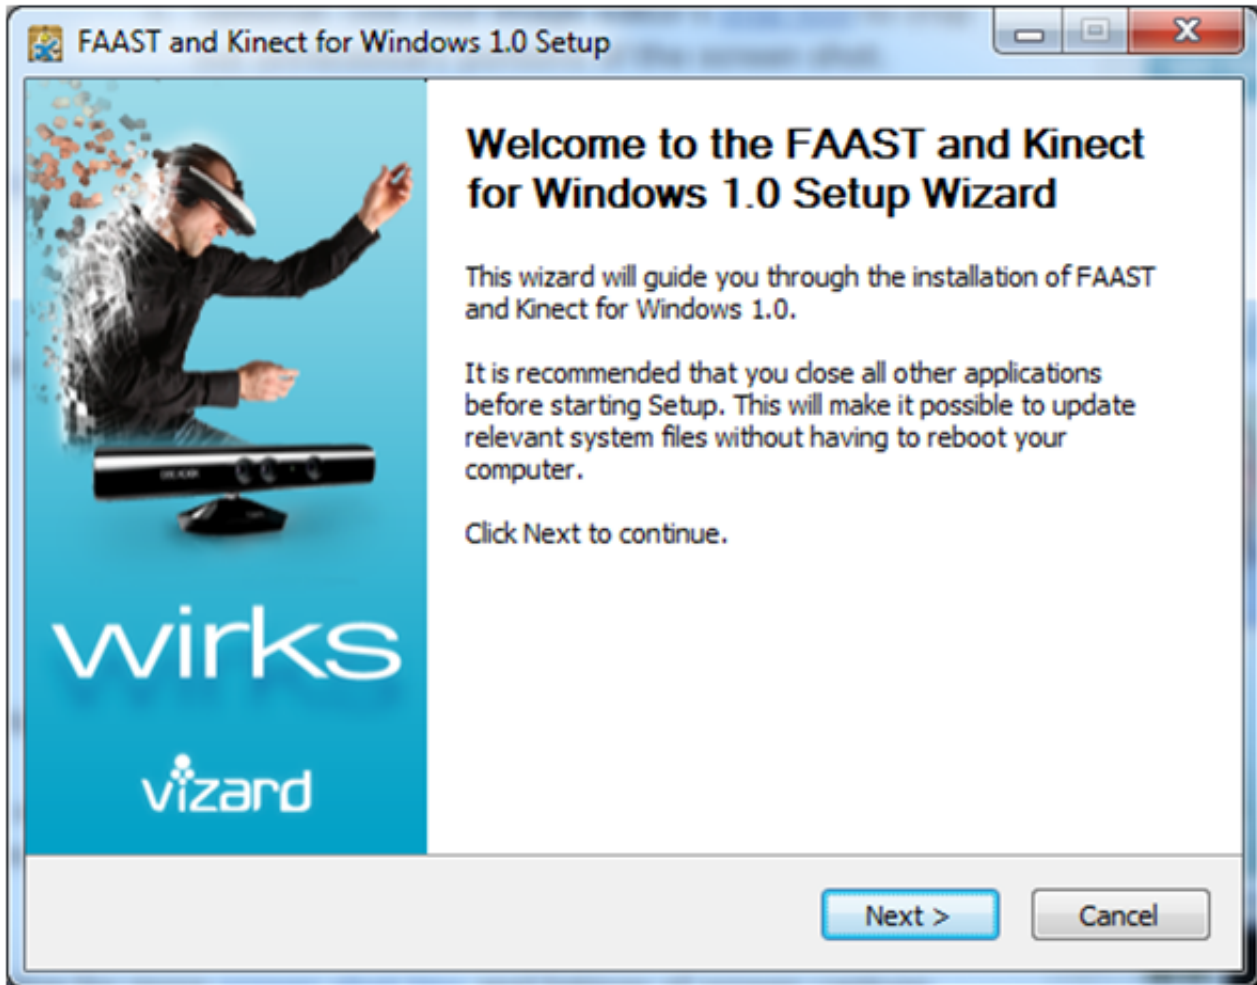 FAAST and Kinect for Windows 1.0 Setup
Welcome to the FAAST and Kinect
for Windows 1.0 Setup Wizard
This wizard will guide you through the installation of FAAST
and Kinect for Windows 1.0.
It is recommended that you close all other applications
before starting Setup. This will make it possible to update
relevant system files without having to reboot your
computer.
Click Next to continue.
wirks
vizard
Next >
Cancel